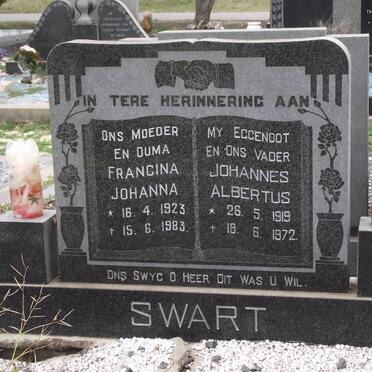 IN TERE HERINNERING AAN
ONS MOEDER
EN OUMA
FRANCINA
JOHANNA
* 16. 4. 1923
† 15. 6. 1983
MY EGGENOOT
EN ONS VADER
JOHANNES
ALBERTUS
* 26. 5. 1919
† 18. 6. 1972.
ONS SWYG O HEER DIT WAS U WIL.
SWART